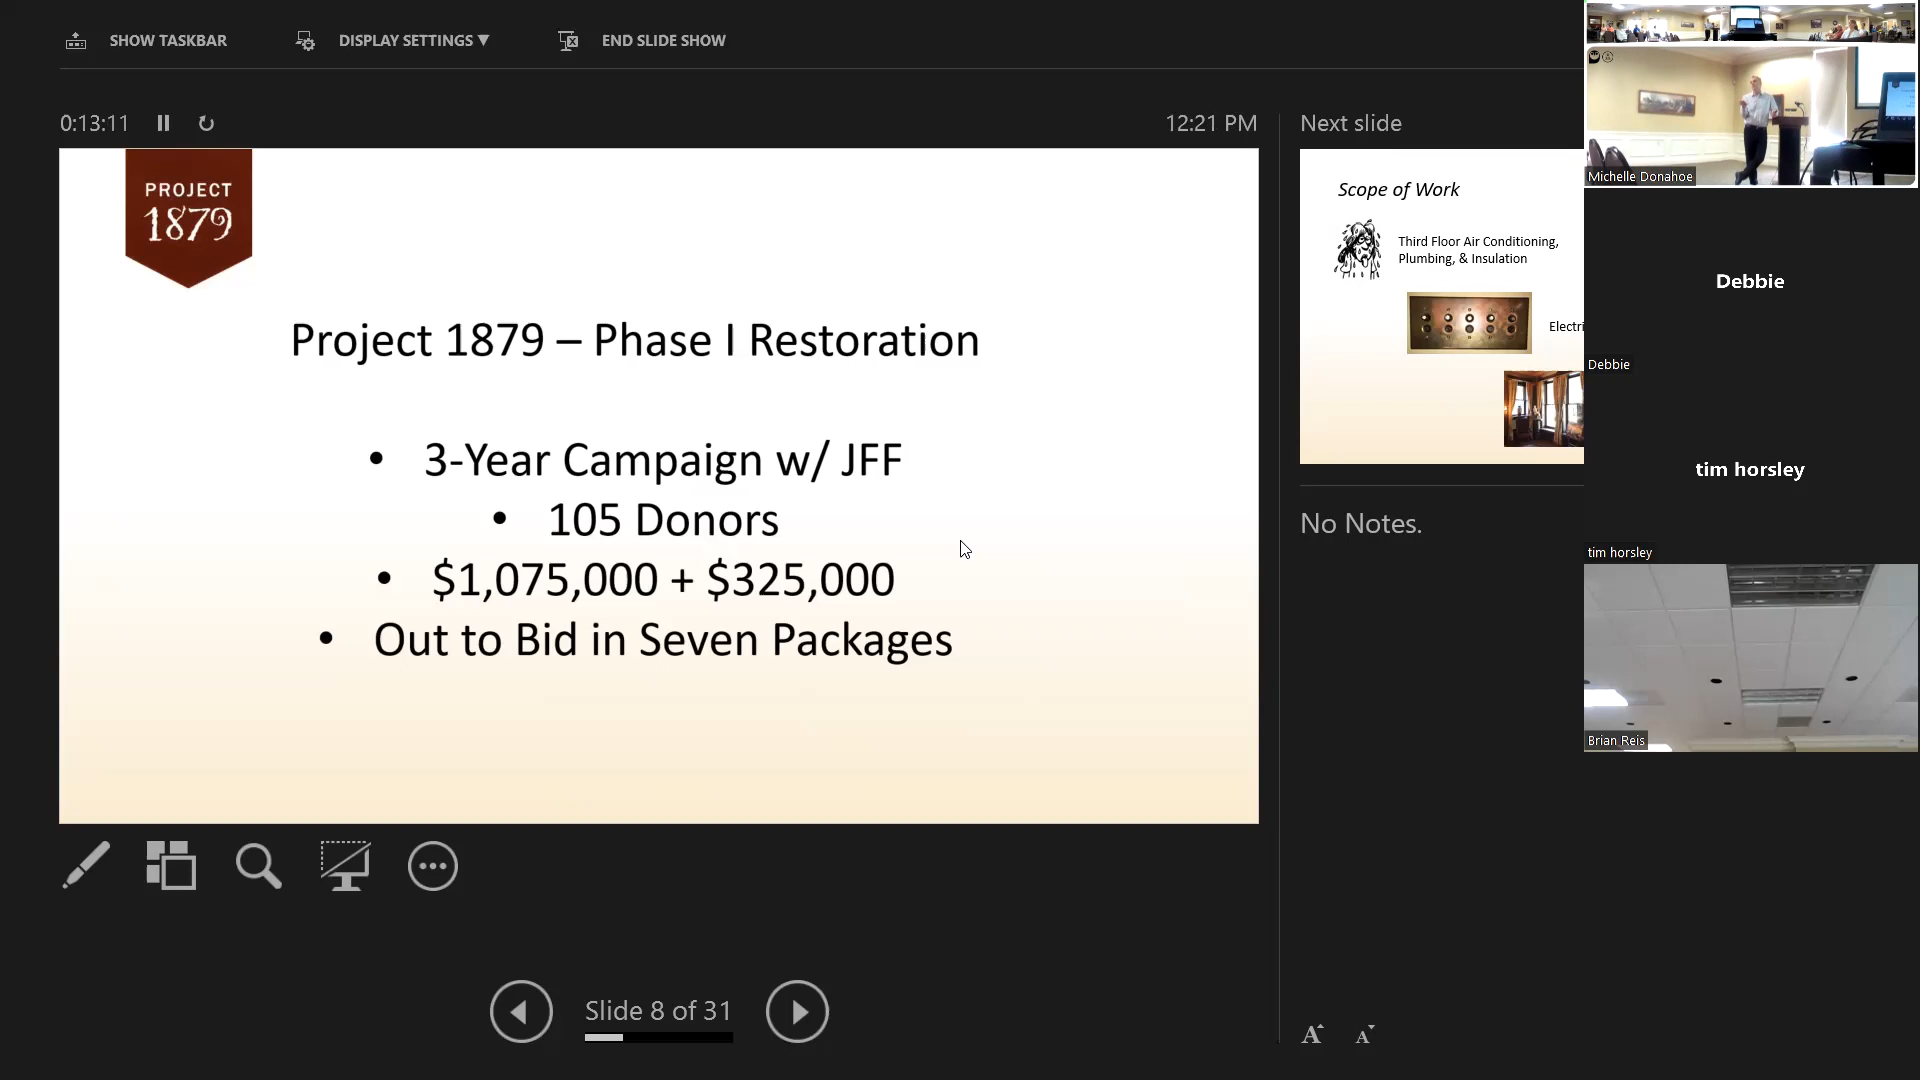 SHOW TASKBAR
DISPLAY SETTINGS ▼
END SLIDE SHOW
0:13:11
12:21 PM
Next slide
PROJECT
1879
Project 1879 – Phase I Restoration
• 3-Year Campaign w/ JFF
• 105 Donors
• $1,075,000 + $325,000
• Out to Bid in Seven Packages
Scope of Work
Third Floor Air Conditioning,
Plumbing, & Insulation
Electri
No Notes.
Slide 8 of 31
A A
Michelle Donahoe
Debbie
Debbie
tim horsley
tim horsley
Brian Reis